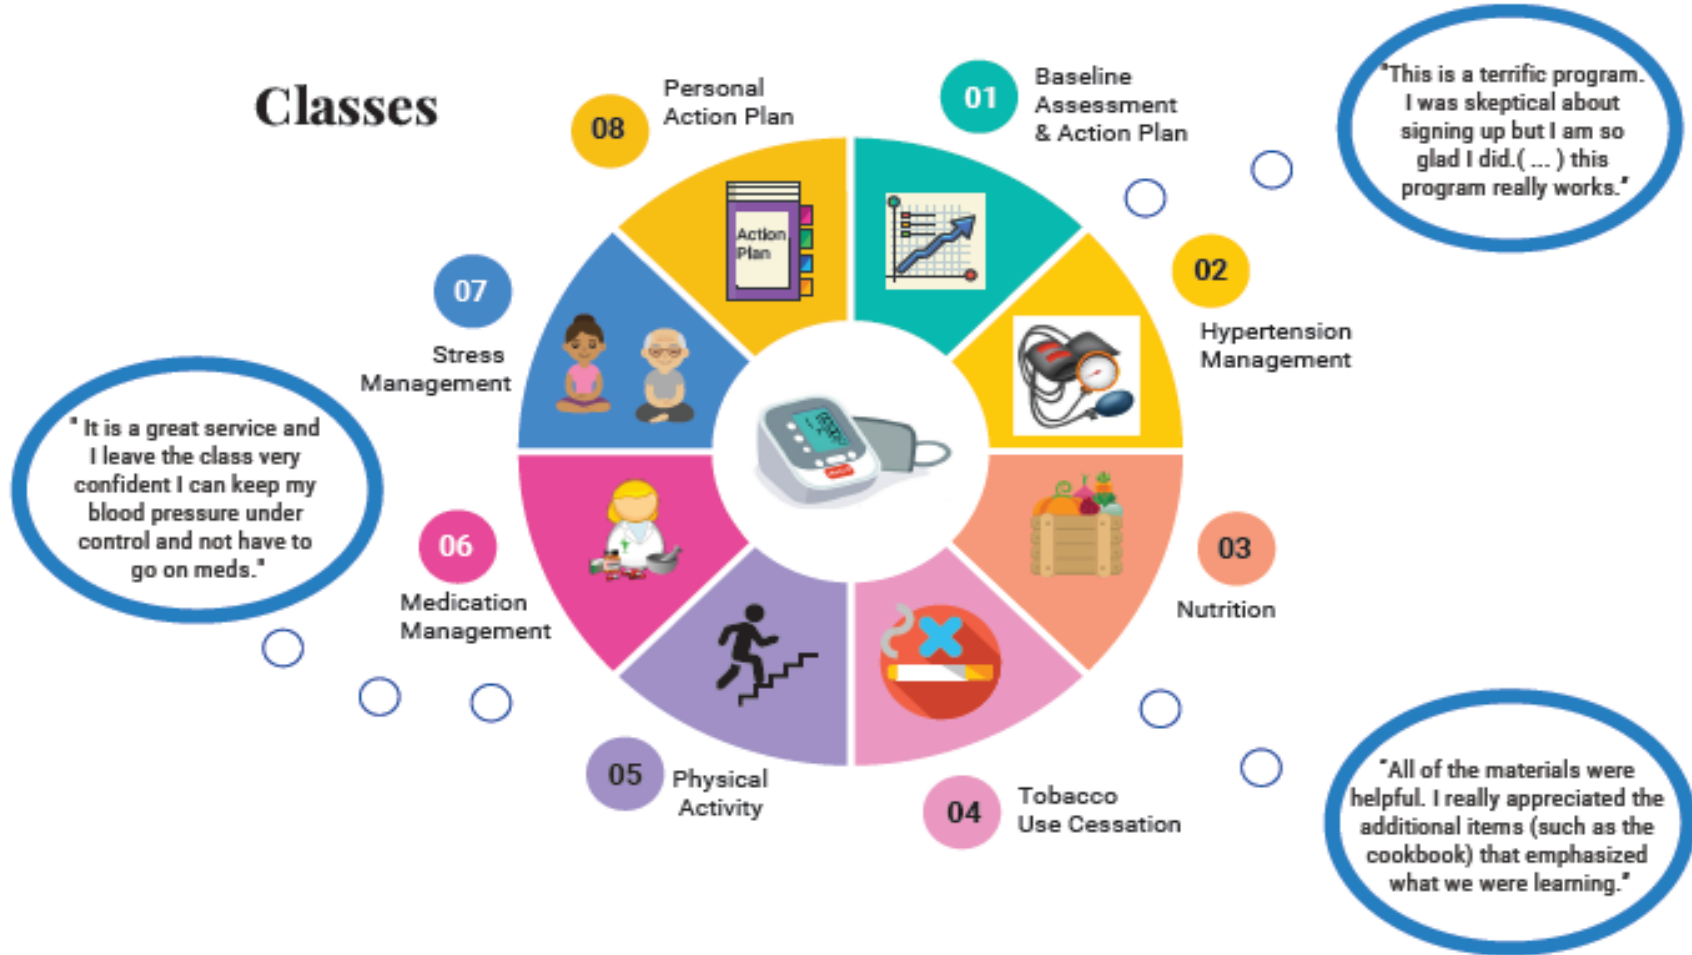 Classes
01
Baseline
Assessment
& Action Plan
"This is a terrific program.
I was skeptical about
signing up but I am so
glad I did.( ... ) this
program really works."
02
Hypertension
Management
03
Nutrition
"All of the materials were
helpful. I really appreciated the
additional items (such as the
cookbook) that emphasized
what we were learning."
04
Tobacco
Use Cessation
05
Physical
Activity
06
Medication
Management
" It is a great service and
I leave the class very
confident I can keep my
blood pressure under
control and not have to
go on meds."
07
Stress
Management
08
Personal
Action Plan
Action
Plan